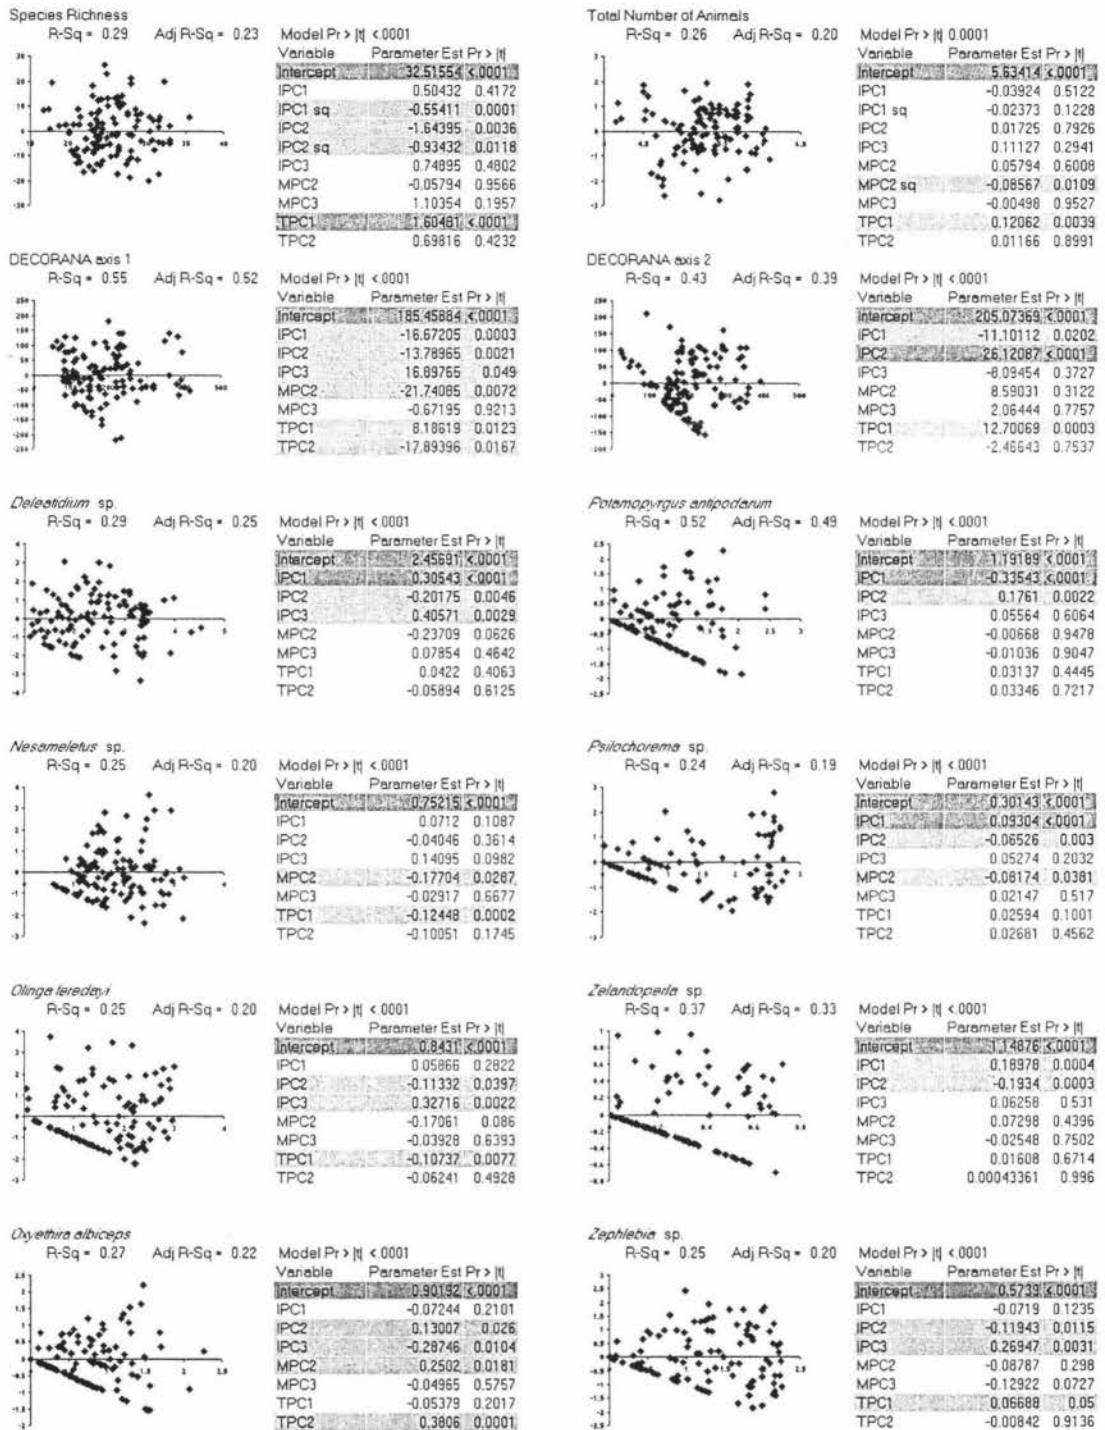 Species Richness
R-Sq = 0.29 Adj R-Sq = 0.23 Model Pr > |t| <.0001
Variable Parameter Est Pr > |t|
Intercept 32.51554 <.0001
IPC1 0.50432 0.4172
IPC1 sq -0.55411 0.0001
IPC2 -1.64395 0.0036
IPC2 sq -0.93432 0.0118
IPC3 0.74895 0.4802
MPC2 -0.05794 0.9566
MPC3 1.10354 0.1957
TPC1 1.60481 <.0001
TPC2 0.69816 0.4232
Total Number of Animals
R-Sq = 0.26 Adj R-Sq = 0.20 Model Pr > |t| 0.0001
Variable Parameter Est Pr > |t|
Intercept 5.63414 <.0001
IPC1 -0.03924 0.5122
IPC1 sq -0.02373 0.1228
IPC2 0.01725 0.7926
IPC3 0.11127 0.2941
MPC2 0.05794 0.6008
MPC2 sq -0.08567 0.0109
MPC3 -0.00498 0.9527
TPC1 0.12062 0.0039
TPC2 0.01166 0.8991
DECORANA axis 1
R-Sq = 0.55 Adj R-Sq = 0.52 Model Pr > |t| <.0001
Variable Parameter Est Pr > |t|
Intercept 185.45884 <.0001
IPC1 -16.67205 0.0003
IPC2 -13.78965 0.0021
IPC3 16.89765 0.049
MPC2 -21.74085 0.0072
MPC3 -0.67195 0.9213
TPC1 8.18619 0.0123
TPC2 -17.89396 0.0167
DECORANA axis 2
R-Sq = 0.43 Adj R-Sq = 0.39 Model Pr > |t| <.0001
Variable Parameter Est Pr > |t|
Intercept 205.07369 <.0001
IPC1 -11.10112 0.0202
IPC2 26.12087 <.0001
IPC3 -8.09454 0.3727
MPC2 8.59031 0.3122
MPC3 2.06444 0.7757
TPC1 12.70069 0.0003
TPC2 -2.46643 0.7537
Deleatidium sp.
R-Sq = 0.29 Adj R-Sq = 0.25 Model Pr > |t| <.0001
Variable Parameter Est Pr > |t|
Intercept 2.45691 <.0001
IPC1 0.30543 <.0001
IPC2 -0.20175 0.0046
IPC3 0.40571 0.0029
MPC2 -0.23709 0.0626
MPC3 0.07854 0.4642
TPC1 0.0422 0.4063
TPC2 -0.05894 0.6125
Potamopyrgus antipodarum
R-Sq = 0.52 Adj R-Sq = 0.49 Model Pr > |t| <.0001
Variable Parameter Est Pr > |t|
Intercept 1.19189 <.0001
IPC1 -0.33543 <.0001
IPC2 0.1761 0.0022
IPC3 0.05564 0.6064
MPC2 -0.00668 0.9478
MPC3 -0.01036 0.9047
TPC1 0.03137 0.4445
TPC2 0.03346 0.7217
Nesameletus sp.
R-Sq = 0.25 Adj R-Sq = 0.20 Model Pr > |t| <.0001
Variable Parameter Est Pr > |t|
Intercept 0.75215 <.0001
IPC1 0.0712 0.1087
IPC2 -0.04046 0.3614
IPC3 0.14095 0.0982
MPC2 -0.17704 0.0287
MPC3 -0.02917 0.6677
TPC1 -0.12448 0.0002
TPC2 -0.10051 0.1745
Psilochorema sp.
R-Sq = 0.24 Adj R-Sq = 0.19 Model Pr > |t| <.0001
Variable Parameter Est Pr > |t|
Intercept 0.30143 <.0001
IPC1 0.09304 <.0001
IPC2 -0.06526 0.003
IPC3 0.05274 0.2032
MPC2 -0.08174 0.0381
MPC3 0.02147 0.517
TPC1 0.02594 0.1001
TPC2 0.02681 0.4562
Olinga feredayi
R-Sq = 0.25 Adj R-Sq = 0.20 Model Pr > |t| <.0001
Variable Parameter Est Pr > |t|
Intercept 0.8431 <.0001
IPC1 0.05866 0.2822
IPC2 -0.11332 0.0397
IPC3 0.32716 0.0022
MPC2 -0.17061 0.086
MPC3 -0.03928 0.6393
TPC1 -0.10737 0.0077
TPC2 -0.06241 0.4928
Zelandoperla sp.
R-Sq = 0.37 Adj R-Sq = 0.33 Model Pr > |t| <.0001
Variable Parameter Est Pr > |t|
Intercept 1.14876 <.0001
IPC1 0.18978 0.0004
IPC2 -0.1934 0.0003
IPC3 0.06258 0.531
MPC2 0.07298 0.4396
MPC3 -0.02548 0.7502
TPC1 0.01608 0.6714
TPC2 0.00043361 0.996
Oxyethira albiceps
R-Sq = 0.27 Adj R-Sq = 0.22 Model Pr > |t| <.0001
Variable Parameter Est Pr > |t|
Intercept 0.90192 <.0001
IPC1 -0.07244 0.2101
IPC2 0.13007 0.026
IPC3 -0.28746 0.0104
MPC2 0.2502 0.0181
MPC3 -0.04965 0.5757
TPC1 -0.05379 0.2017
TPC2 0.3806 0.0001
Zephlebia sp.
R-Sq = 0.25 Adj R-Sq = 0.20 Model Pr > |t| <.0001
Variable Parameter Est Pr > |t|
Intercept 0.5739 <.0001
IPC1 -0.0719 0.1235
IPC2 -0.11943 0.0115
IPC3 0.26947 0.0031
MPC2 -0.08787 0.298
MPC3 -0.12922 0.0727
TPC1 0.06688 0.05
TPC2 -0.00842 0.9136